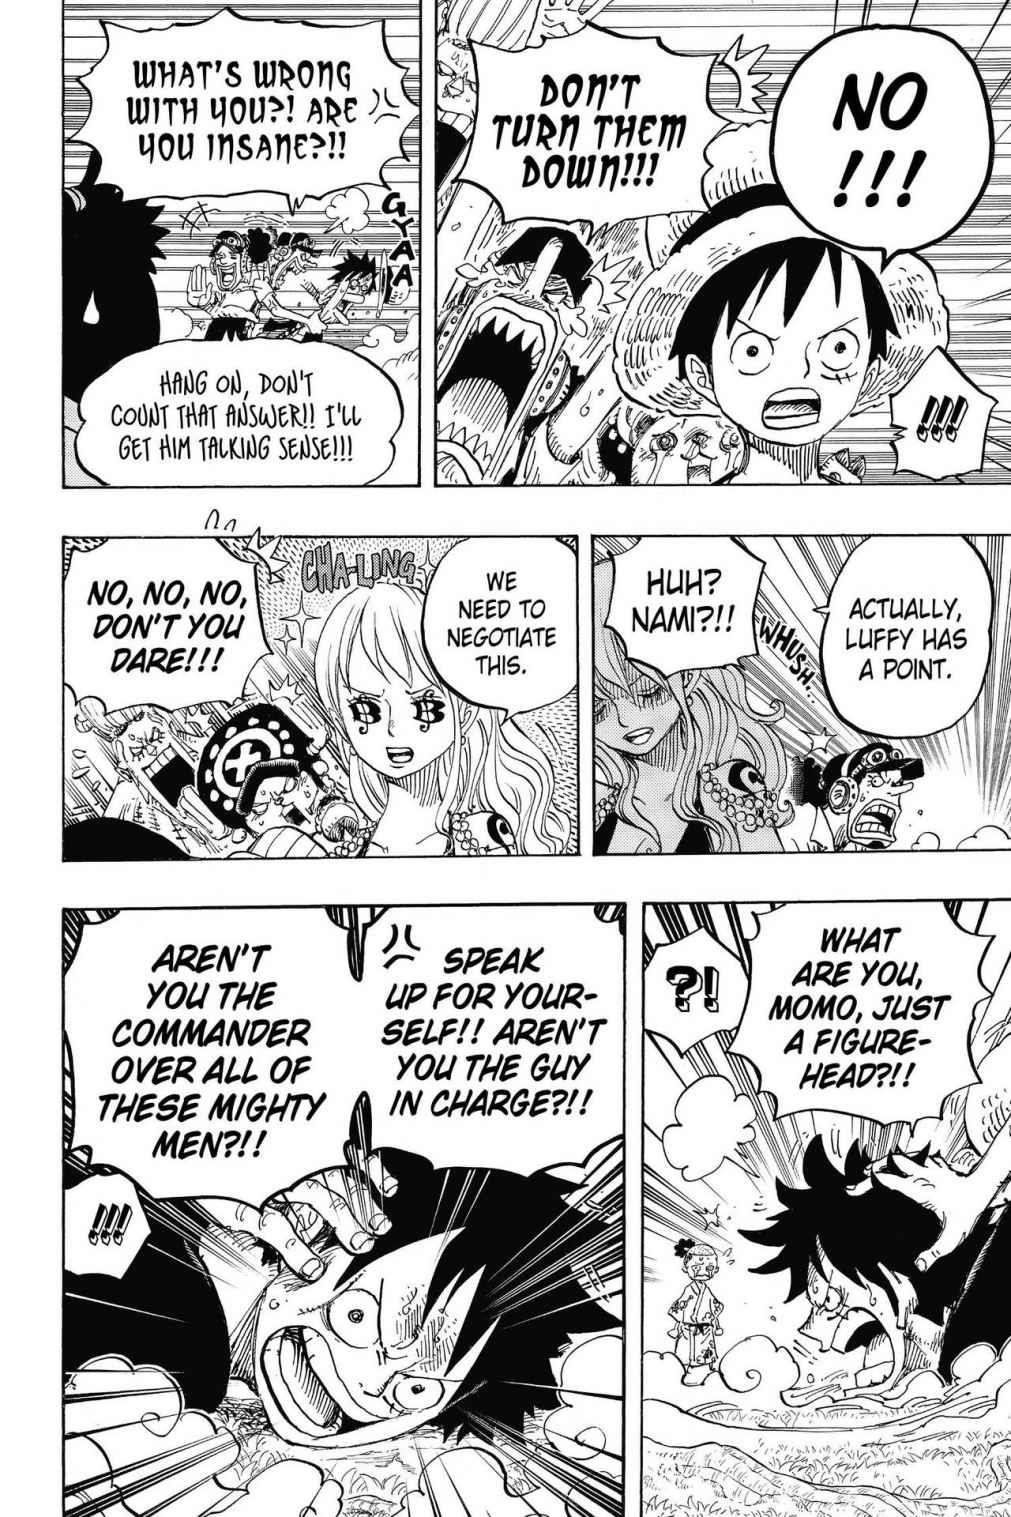 NO
!!!
!!!
DON'T
TURN THEM
DOWN!!!
WHAT'S WRONG
WITH YOU?! ARE
YOU INSANE?!!
GYAA
HANG ON, DON'T
COUNT THAT ANSWER!! I'LL
GET HIM TALKING SENSE!!!
ACTUALLY,
LUFFY HAS
A POINT.
WHUSH..
HUH?
NAMI?!!
WE
NEED TO
NEGOTIATE
THIS.
CHA-LING
NO, NO, NO,
DON'T YOU
DARE!!!
WHAT
ARE YOU,
MOMO, JUST
A FIGURE-
HEAD?!!
?!
SPEAK
UP FOR YOUR-
SELF!! AREN'T
YOU THE GUY
IN CHARGE?!!
AREN'T
YOU THE
COMMANDER
OVER ALL OF
THESE MIGHTY
MEN?!!
!!!